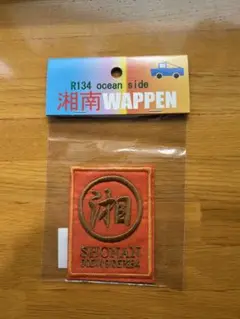 R134 ocean side
湘南WAPPEN
湘
SHONAN